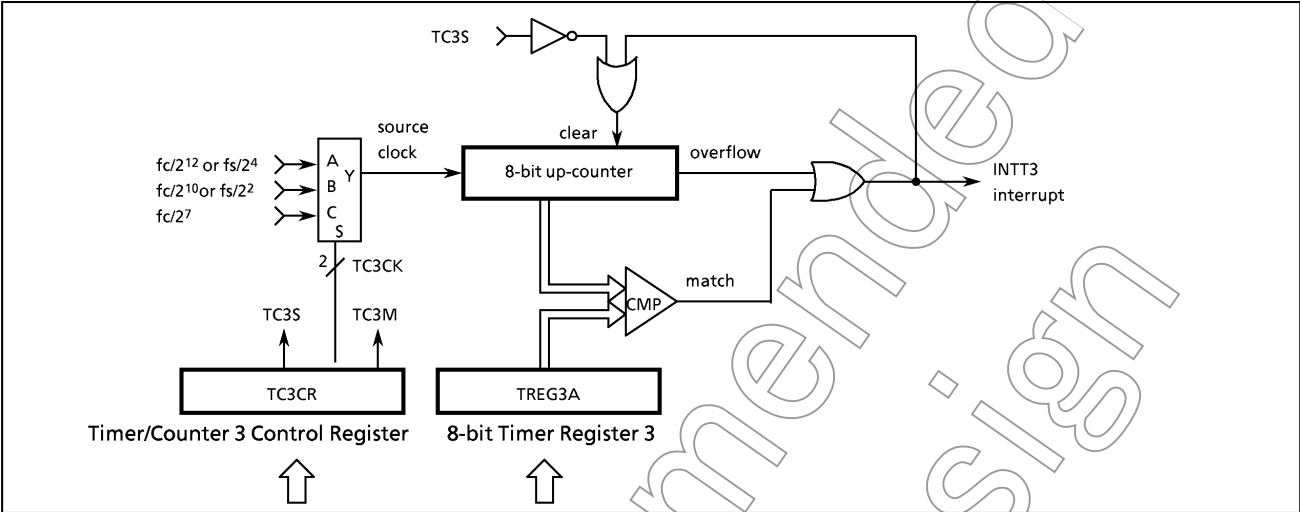 TC3S
clear
source
clock
fc/2¹² or fs/2⁴
fc/2¹⁰or fs/2²
fc/2⁷
A
B
C
Y
S
8-bit up-counter
overflow
INTT3
interrupt
2
TC3CK
CMP
match
TC3S
TC3M
TC3CR
TREG3A
Timer/Counter 3 Control Register
8-bit Timer Register 3
mended
sign